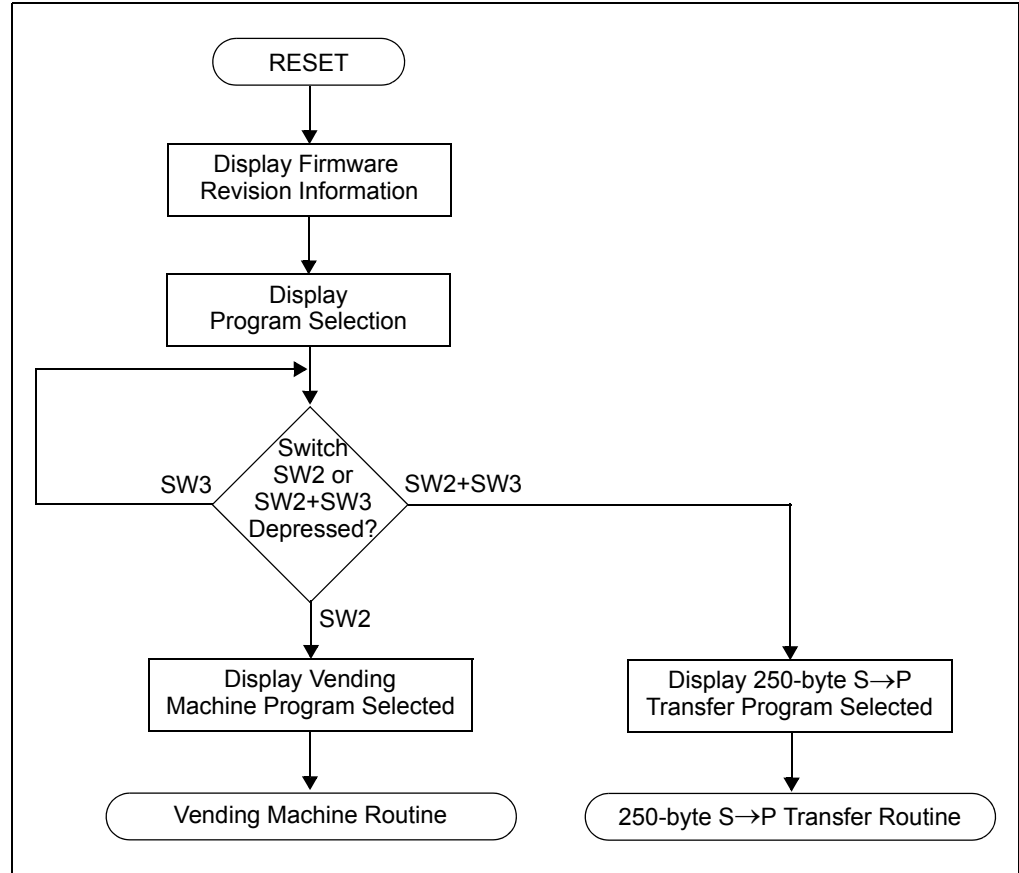 RESET
Display Firmware
Revision Information
Display
Program Selection
Switch
SW2 or
SW2+SW3
Depressed?
SW3
SW2+SW3
SW2
Display Vending
Machine Program Selected
Display 250-byte S→P
Transfer Program Selected
Vending Machine Routine
250-byte S→P Transfer Routine